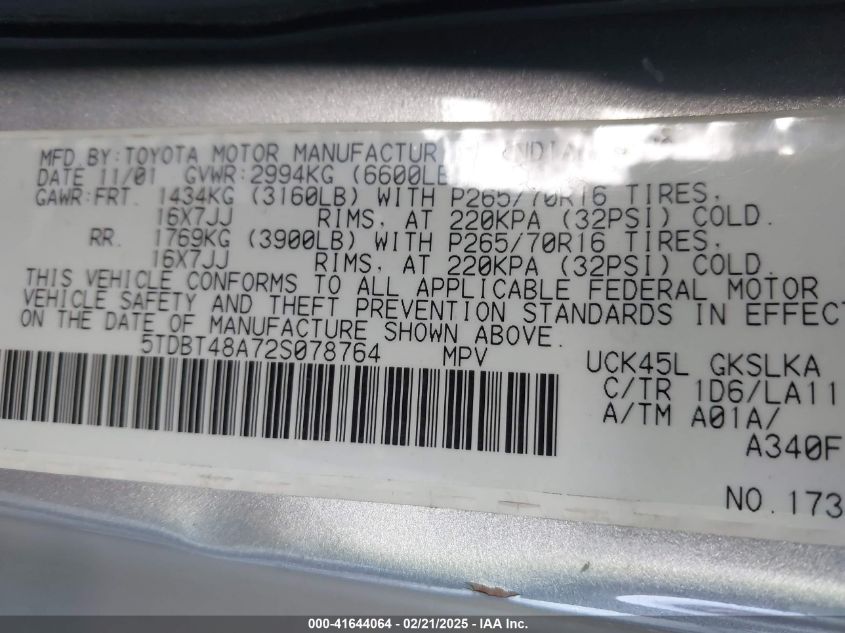 MFD.BY:TOYOTA MOTOR MANUFACTUR
DATE 11/01 GVWR:2994KG (6600LB
GAWR:FRT. 1434KG (3160LB) WITH P265/70R16 TIRES,
16X7JJ RIMS, AT 220KPA (32PSI) COLD.
RR. 1769KG (3900LB) WITH P265/70R16 TIRES,
16X7JJ RIMS, AT 220KPA (32PSI) COLD.
THIS VEHICLE CONFORMS TO ALL APPLICABLE FEDERAL MOTOR
VEHICLE SAFETY AND THEFT PREVENTION STANDARDS IN EFFECT
ON THE DATE OF MANUFACTURE SHOWN ABOVE.
5TDBT48A72S078764 MPV
UCK45L GKSLKA
C/TR 1D6/LA11
A/TM A01A/
A340F
NO.173
000-41644064 - 02/21/2025 - IAA Inc.